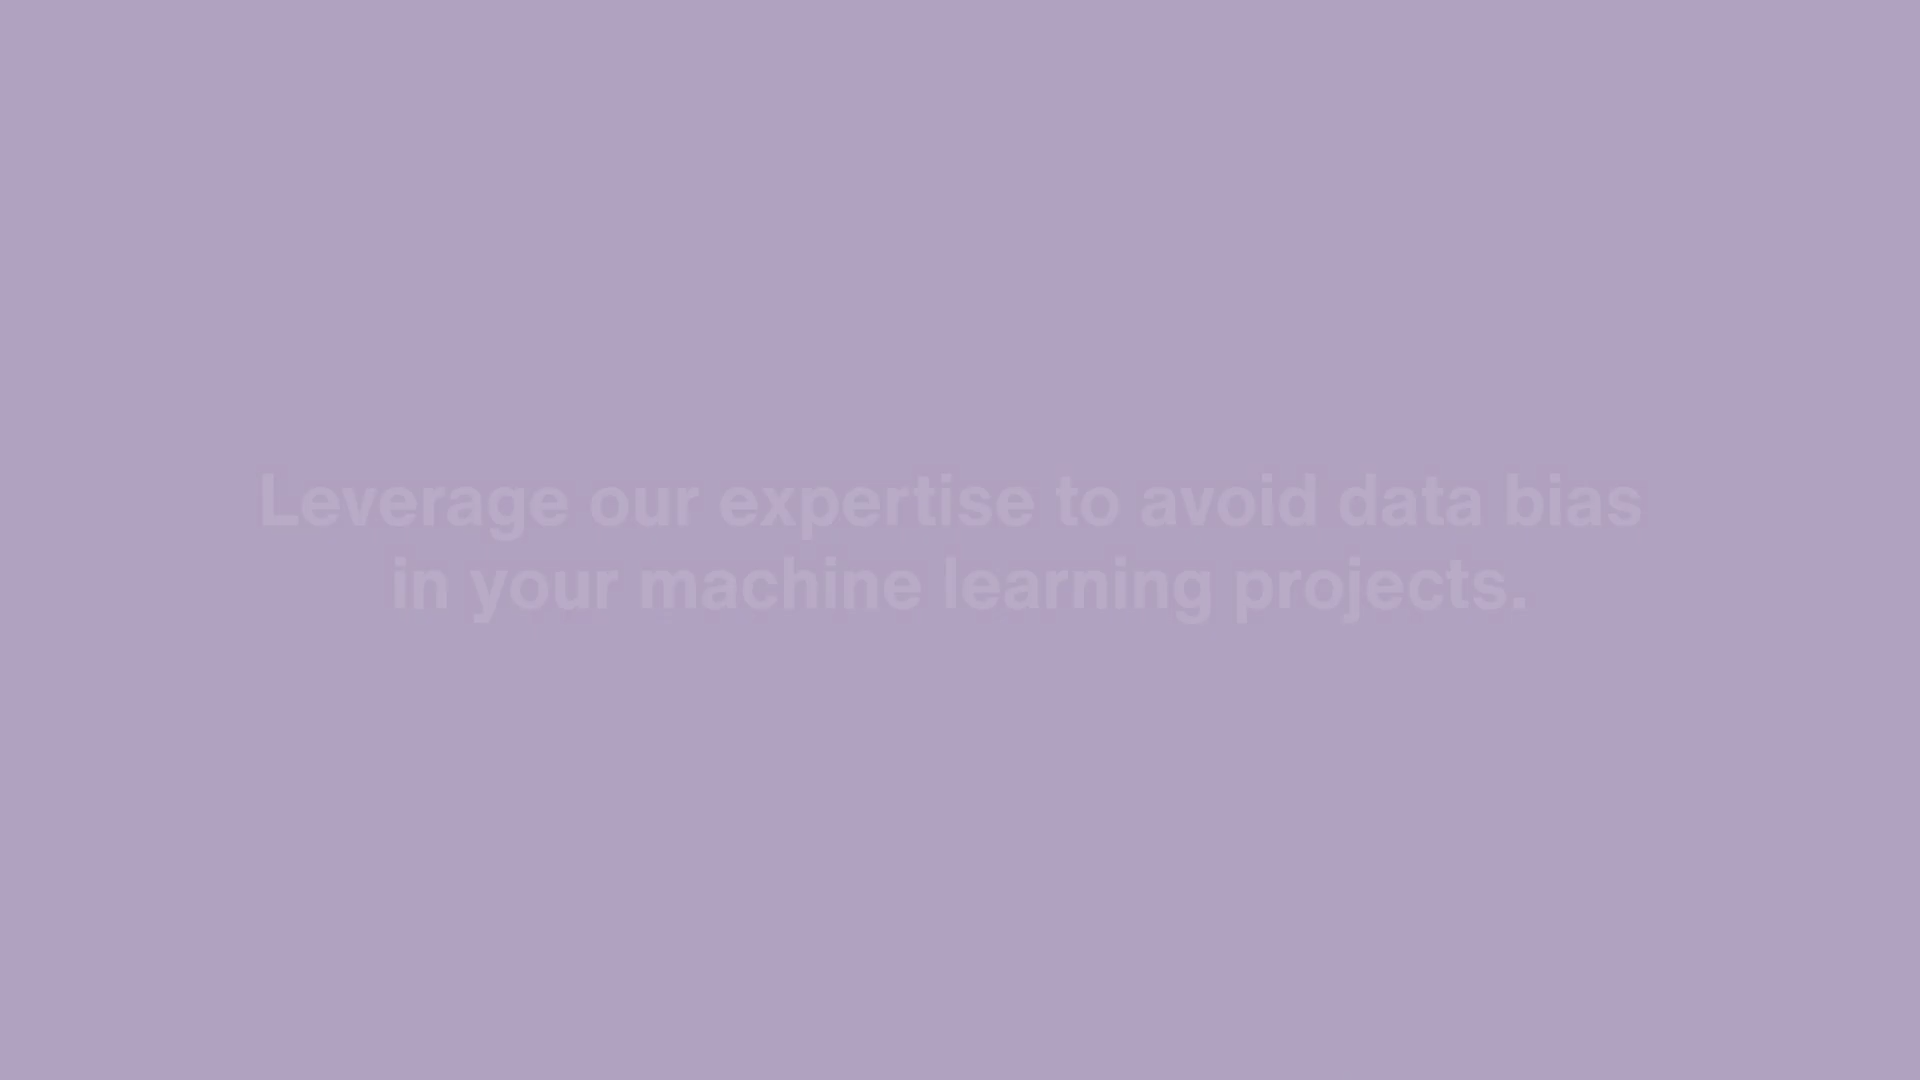 Leverage our expertise to avoid data bias
in your machine learning projects.